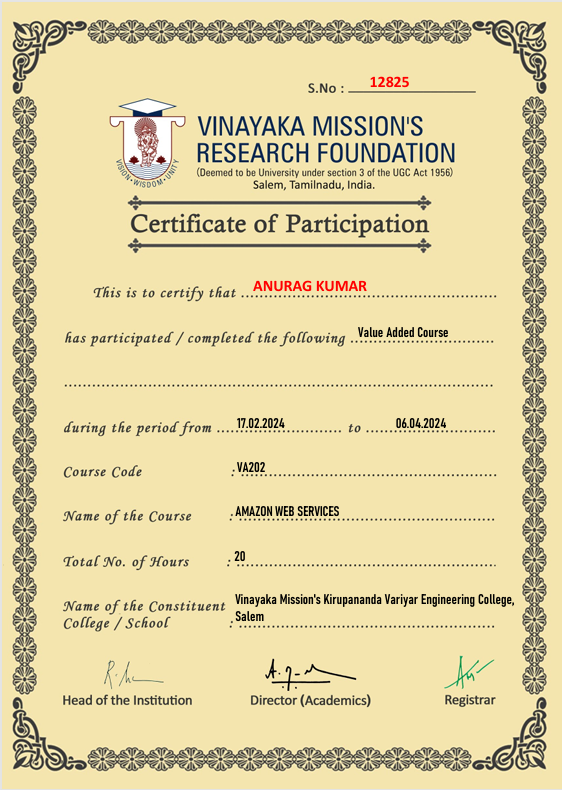 S.No : 12825
VISION • WISDOM • UNITY
VINAYAKA MISSION'S
RESEARCH FOUNDATION
(Deemed to be University under section 3 of the UGC Act 1956)
Salem, Tamilnadu, India.
Certificate of Participation
This is to certify that ANURAG KUMAR
has participated / completed the following Value Added Course
during the period from 17.02.2024 to 06.04.2024
Course Code : VA202
Name of the Course : AMAZON WEB SERVICES
Total No. of Hours : 20
Name of the Constituent Vinayaka Mission's Kirupananda Variyar Engineering College,
College / School : Salem
Head of the Institution Director (Academics) Registrar